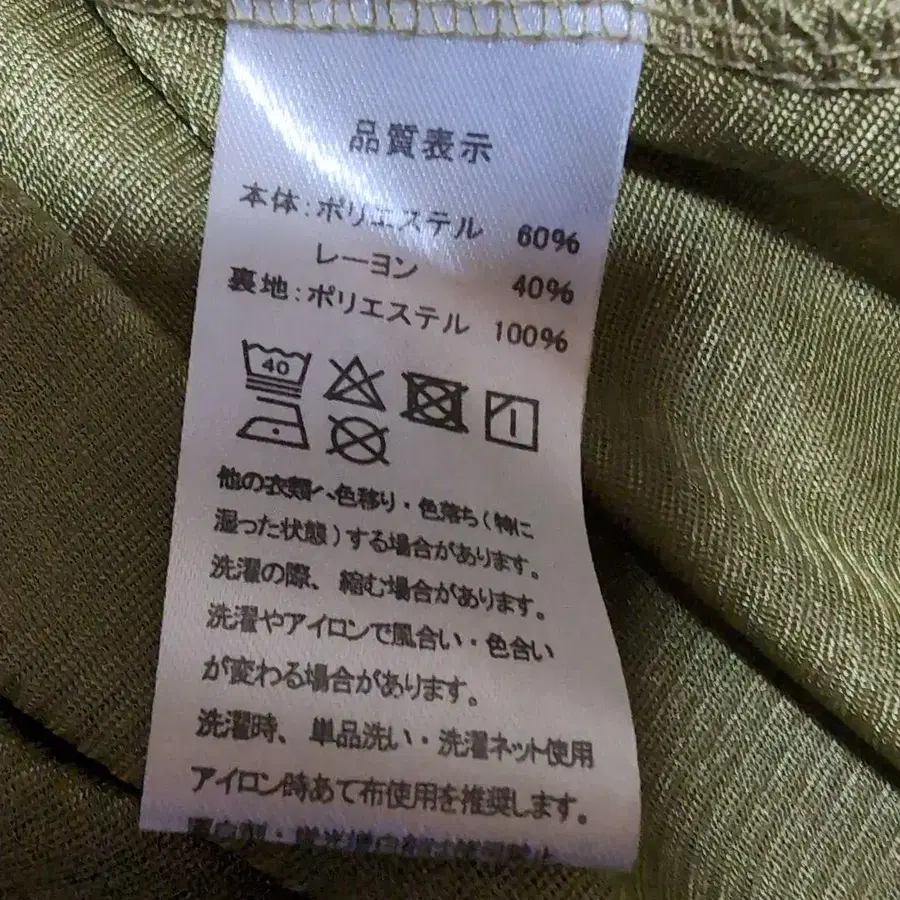 品質表示
本体:ポリエステル 60%
レーヨン 40%
裏地:ポリエステル 100%
40
他の衣類へ色移り・色落ち(特に
湿った状態)する場合があります。
洗濯の際、縮む場合があります。
洗濯やアイロンで風合い・色合い
が変わる場合があります。
洗濯時、単品洗い・洗濯ネット使用
アイロン時あて布使用を推奨します。